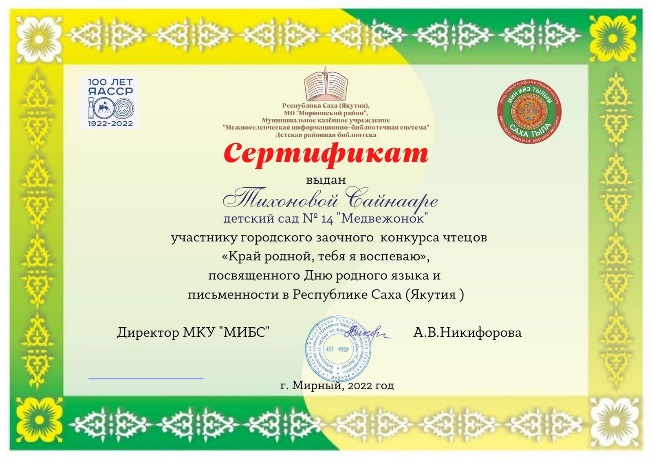 100 ЛЕТ
ЯАССР
1922-2022
Республика Саха (Якутия),
МО "Мирнинский район",
Муниципальное казённое учреждение
"Межпоселенческая информационно-библиотечная система"
Детская районная библиотека
САХА ТЫЛА
Сертификат
выдан
Тихоновой Сайнааре
детский сад № 14 "Медвежонок"
участнику городского заочного конкурса чтецов
«Край родной, тебя я воспеваю»,
посвященного Дню родного языка и
письменности в Республике Саха (Якутия )
Директор МКУ "МИБС"
А.В.Никифорова
г. Мирный, 2022 год